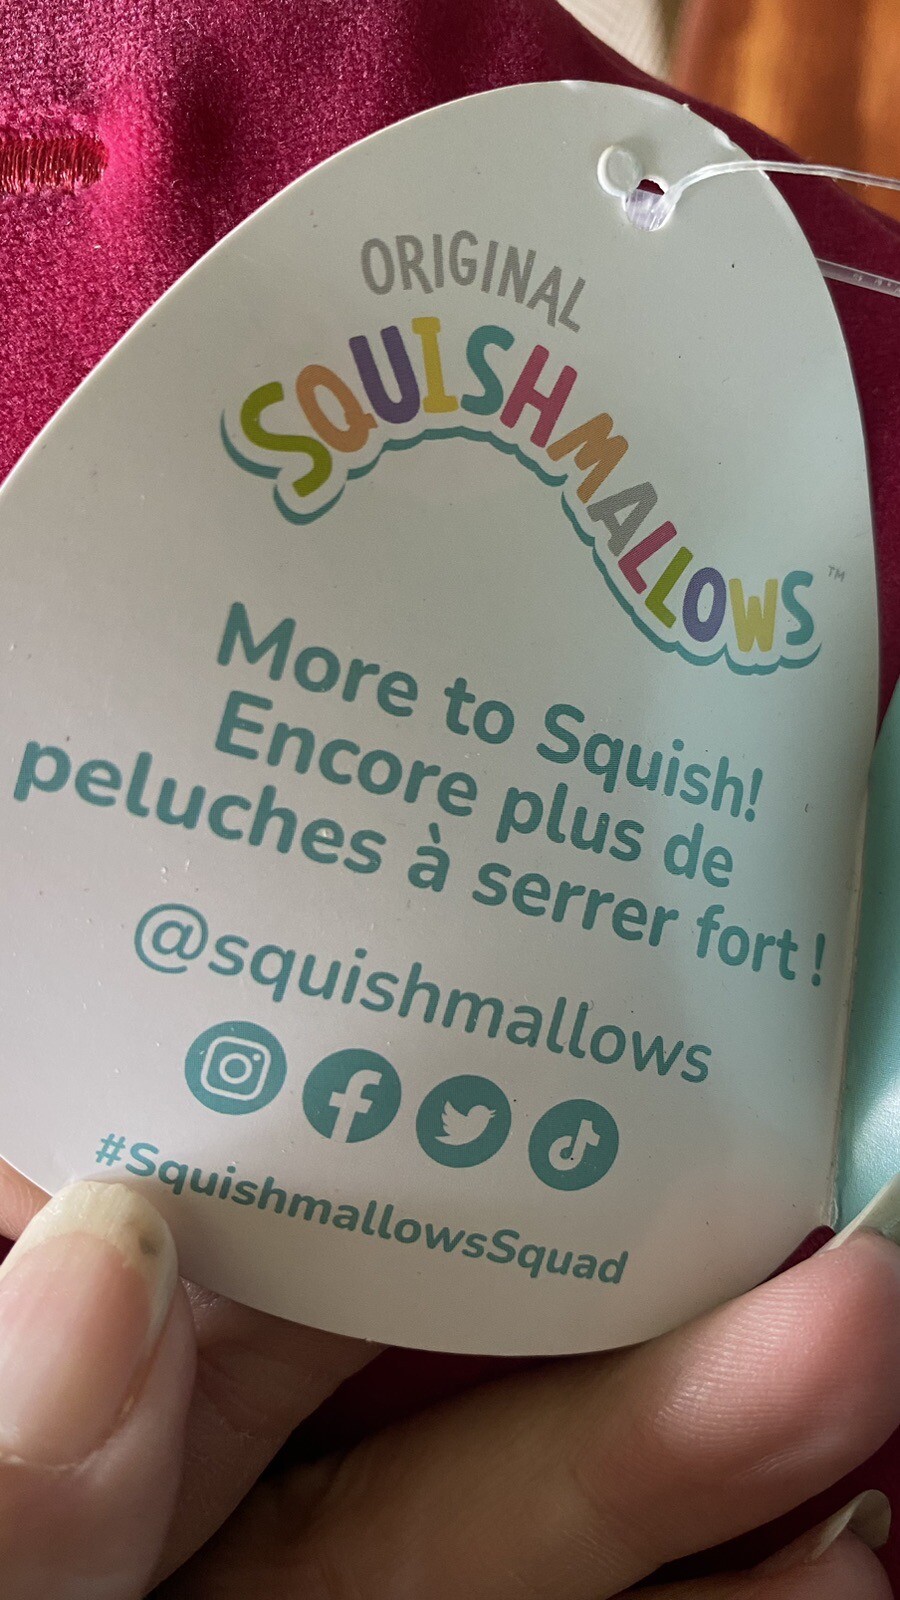 ORIGINAL
SQUISHMALLOWS™
More to Squish!
Encore plus de
peluches à serrer fort !
@squishmallows
#SquishmallowsSquad